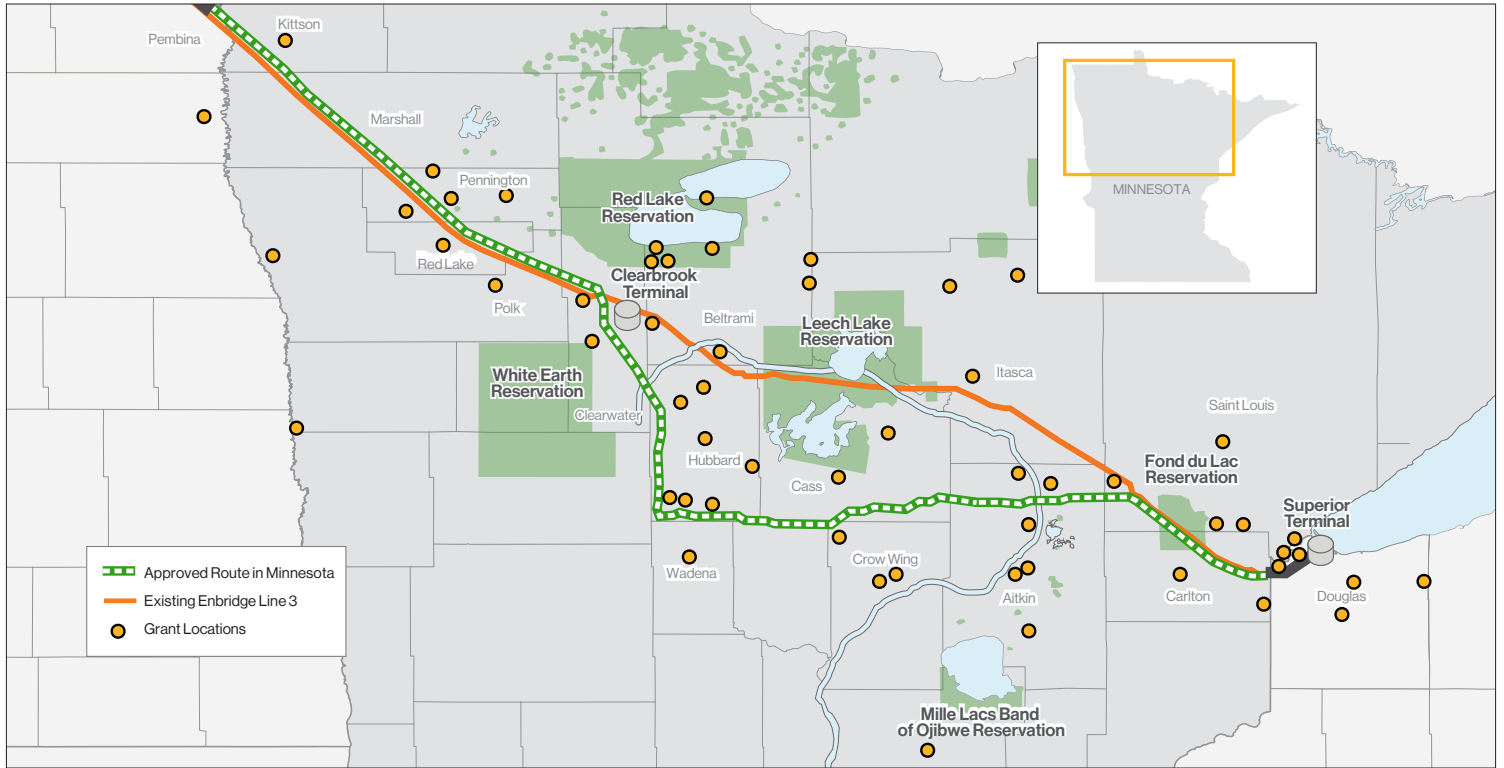 Kittson
Pembina
Marshall
Pennington
Red Lake
Reservation
Red Lake
Clearbrook
Terminal
Polk
Beltrami
Leech Lake
Reservation
White Earth
Reservation
Clearwater
Itasca
Saint Louis
Hubbard
Cass
Fond du Lac
Reservation
Superior
Terminal
Wadena
Crow Wing
Aitkin
Carlton
Douglas
Mille Lacs Band
of Ojibwe Reservation
MINNESOTA
Approved Route in Minnesota
Existing Enbridge Line 3
Grant Locations